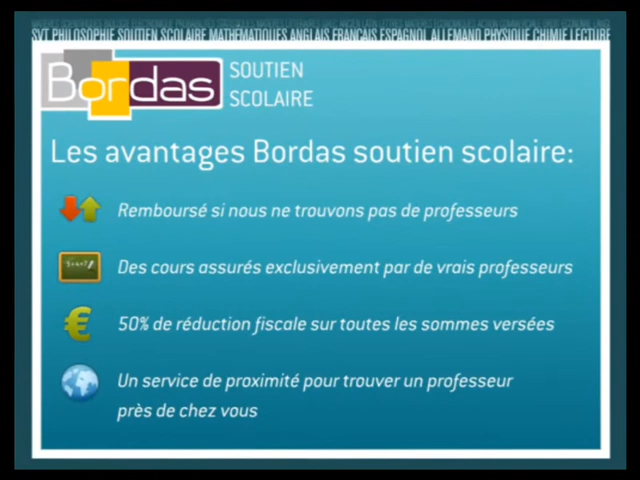 SVT PHILOSOPHIE SOUTIEN SCOLAIRE MATHÉMATIQUES ANGLAIS FRANÇAIS ESPAGNOL ALLEMAND PHYSIQUE CHIMIE LECTURE
Bordas
SOUTIEN
SCOLAIRE
Les avantages Bordas soutien scolaire:
Remboursé si nous ne trouvons pas de professeurs
Des cours assurés exclusivement par de vrais professeurs
€
50% de réduction fiscale sur toutes les sommes versées
Un service de proximité pour trouver un professeur
près de chez vous